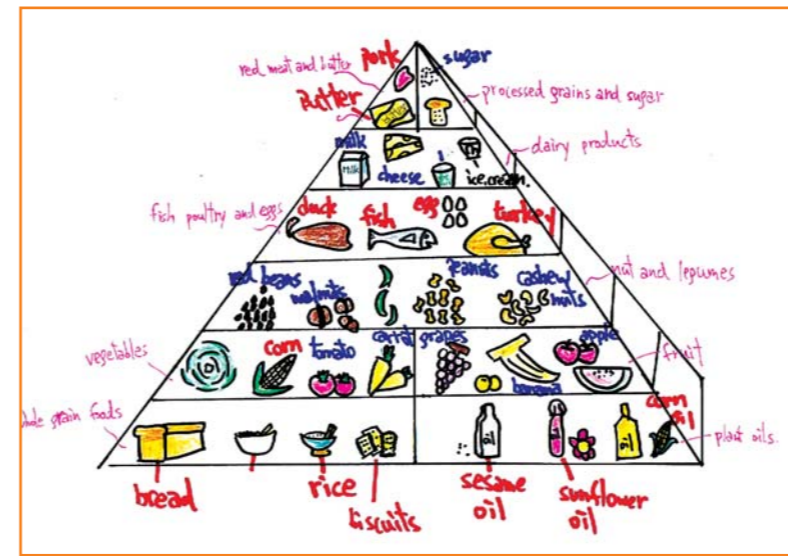 pork
sugar
red meat and butter
processed grains and sugar
butter
milk
dairy products
milk
cheese
ice cream.
fish poultry and eggs
duck
fish
egg
turkey
red beans
walnuts
peanuts
cashew
nuts
nut and legumes
vegetables
corn
tomato
carrot
grapes
banana
apple
fruit
hole grain foods
oil
oil
oil
corn
oil
plant oils.
bread
rice
biscuits
sesame
oil
sunflower
oil